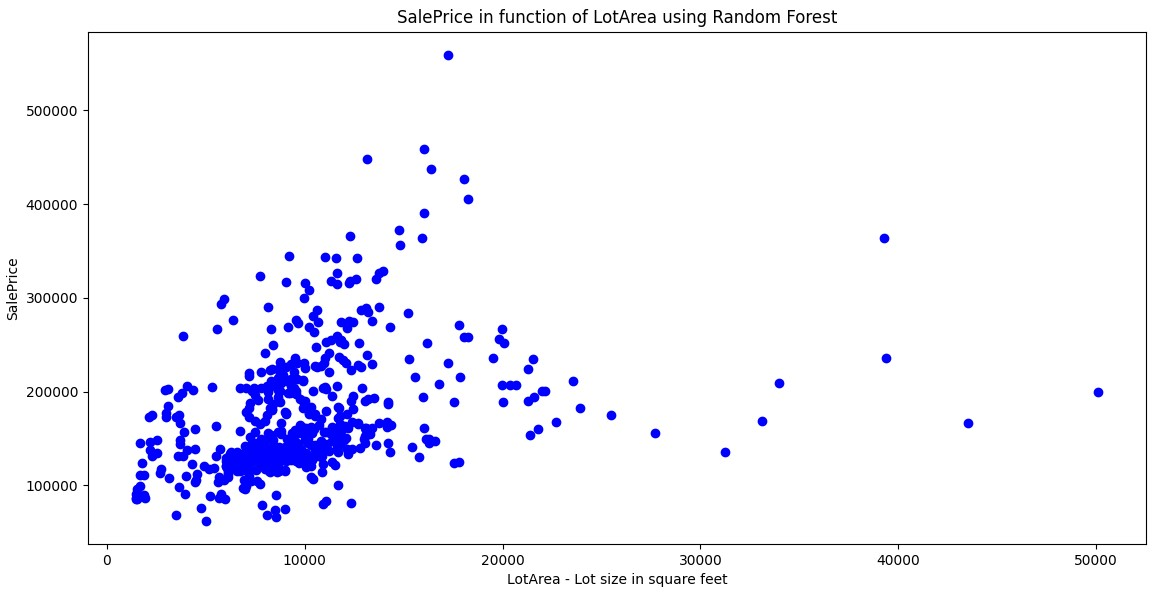 SalePrice in function of LotArea using Random Forest
500000
400000
300000
200000
100000
SalePrice
0 10000 20000 30000 40000 50000
LotArea - Lot size in square feet